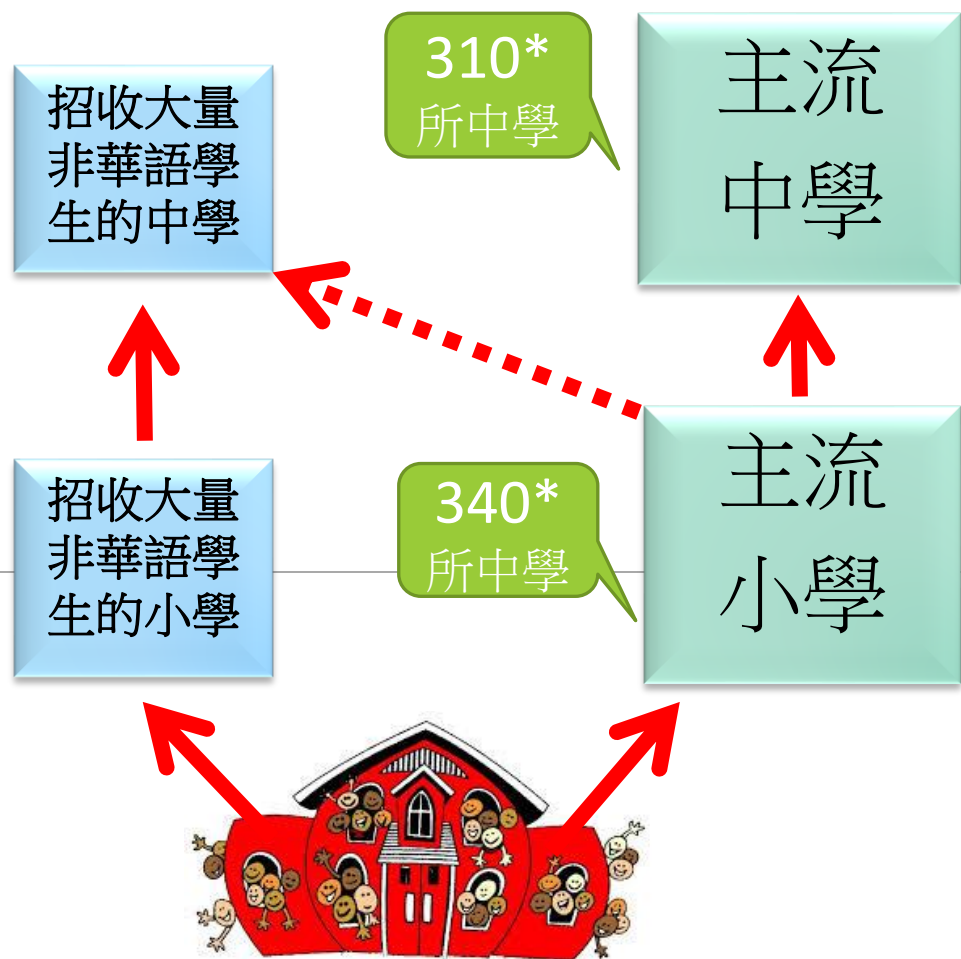 310*
所中學
主流
中學
招收大量
非華語學
生的中學
340*
所中學
主流
小學
招收大量
非華語學
生的小學